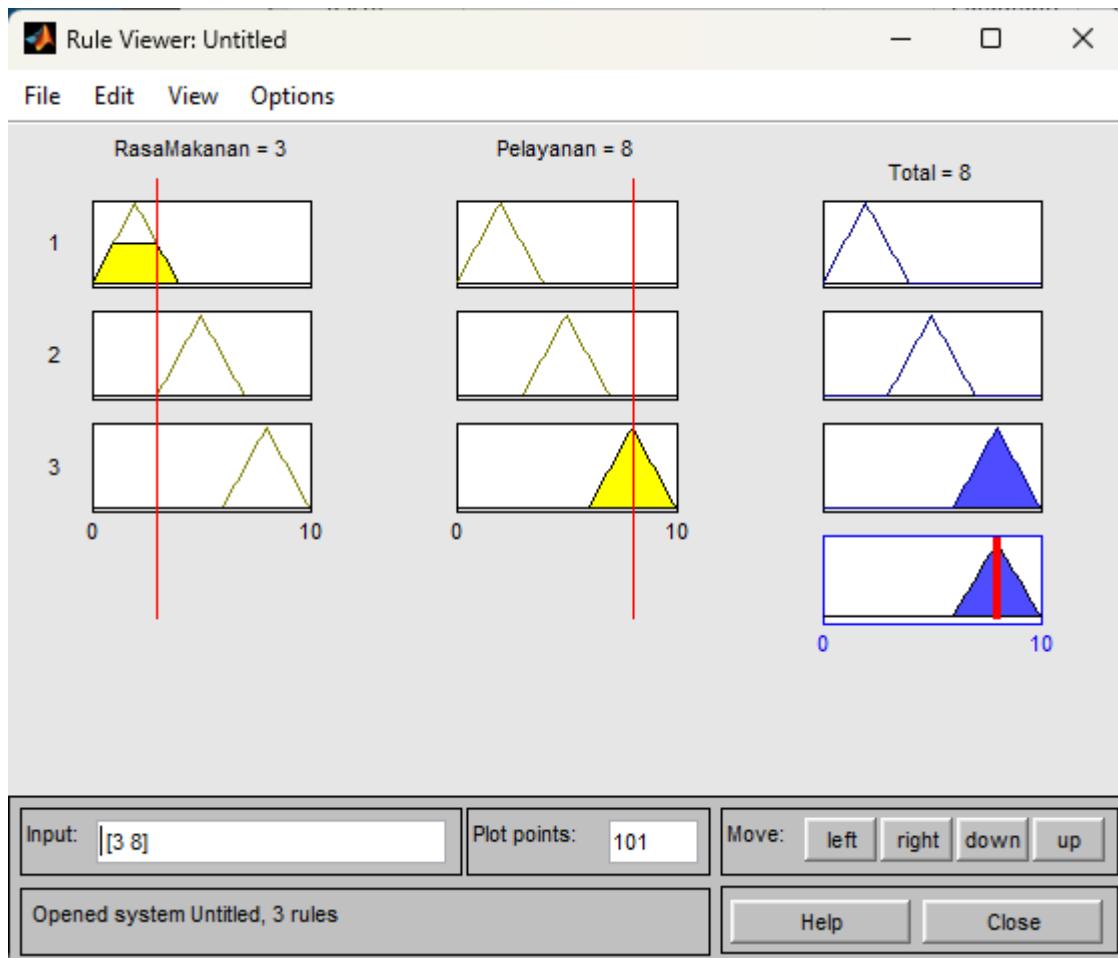 Rule Viewer: Untitled
File Edit View Options
RasaMakanan = 3
Pelayanan = 8
Total = 8
1
2
3
0 10
0 10
0 10
Input: [3 8]
Plot points: 101
Move: left right down up
Opened system Untitled, 3 rules
Help Close